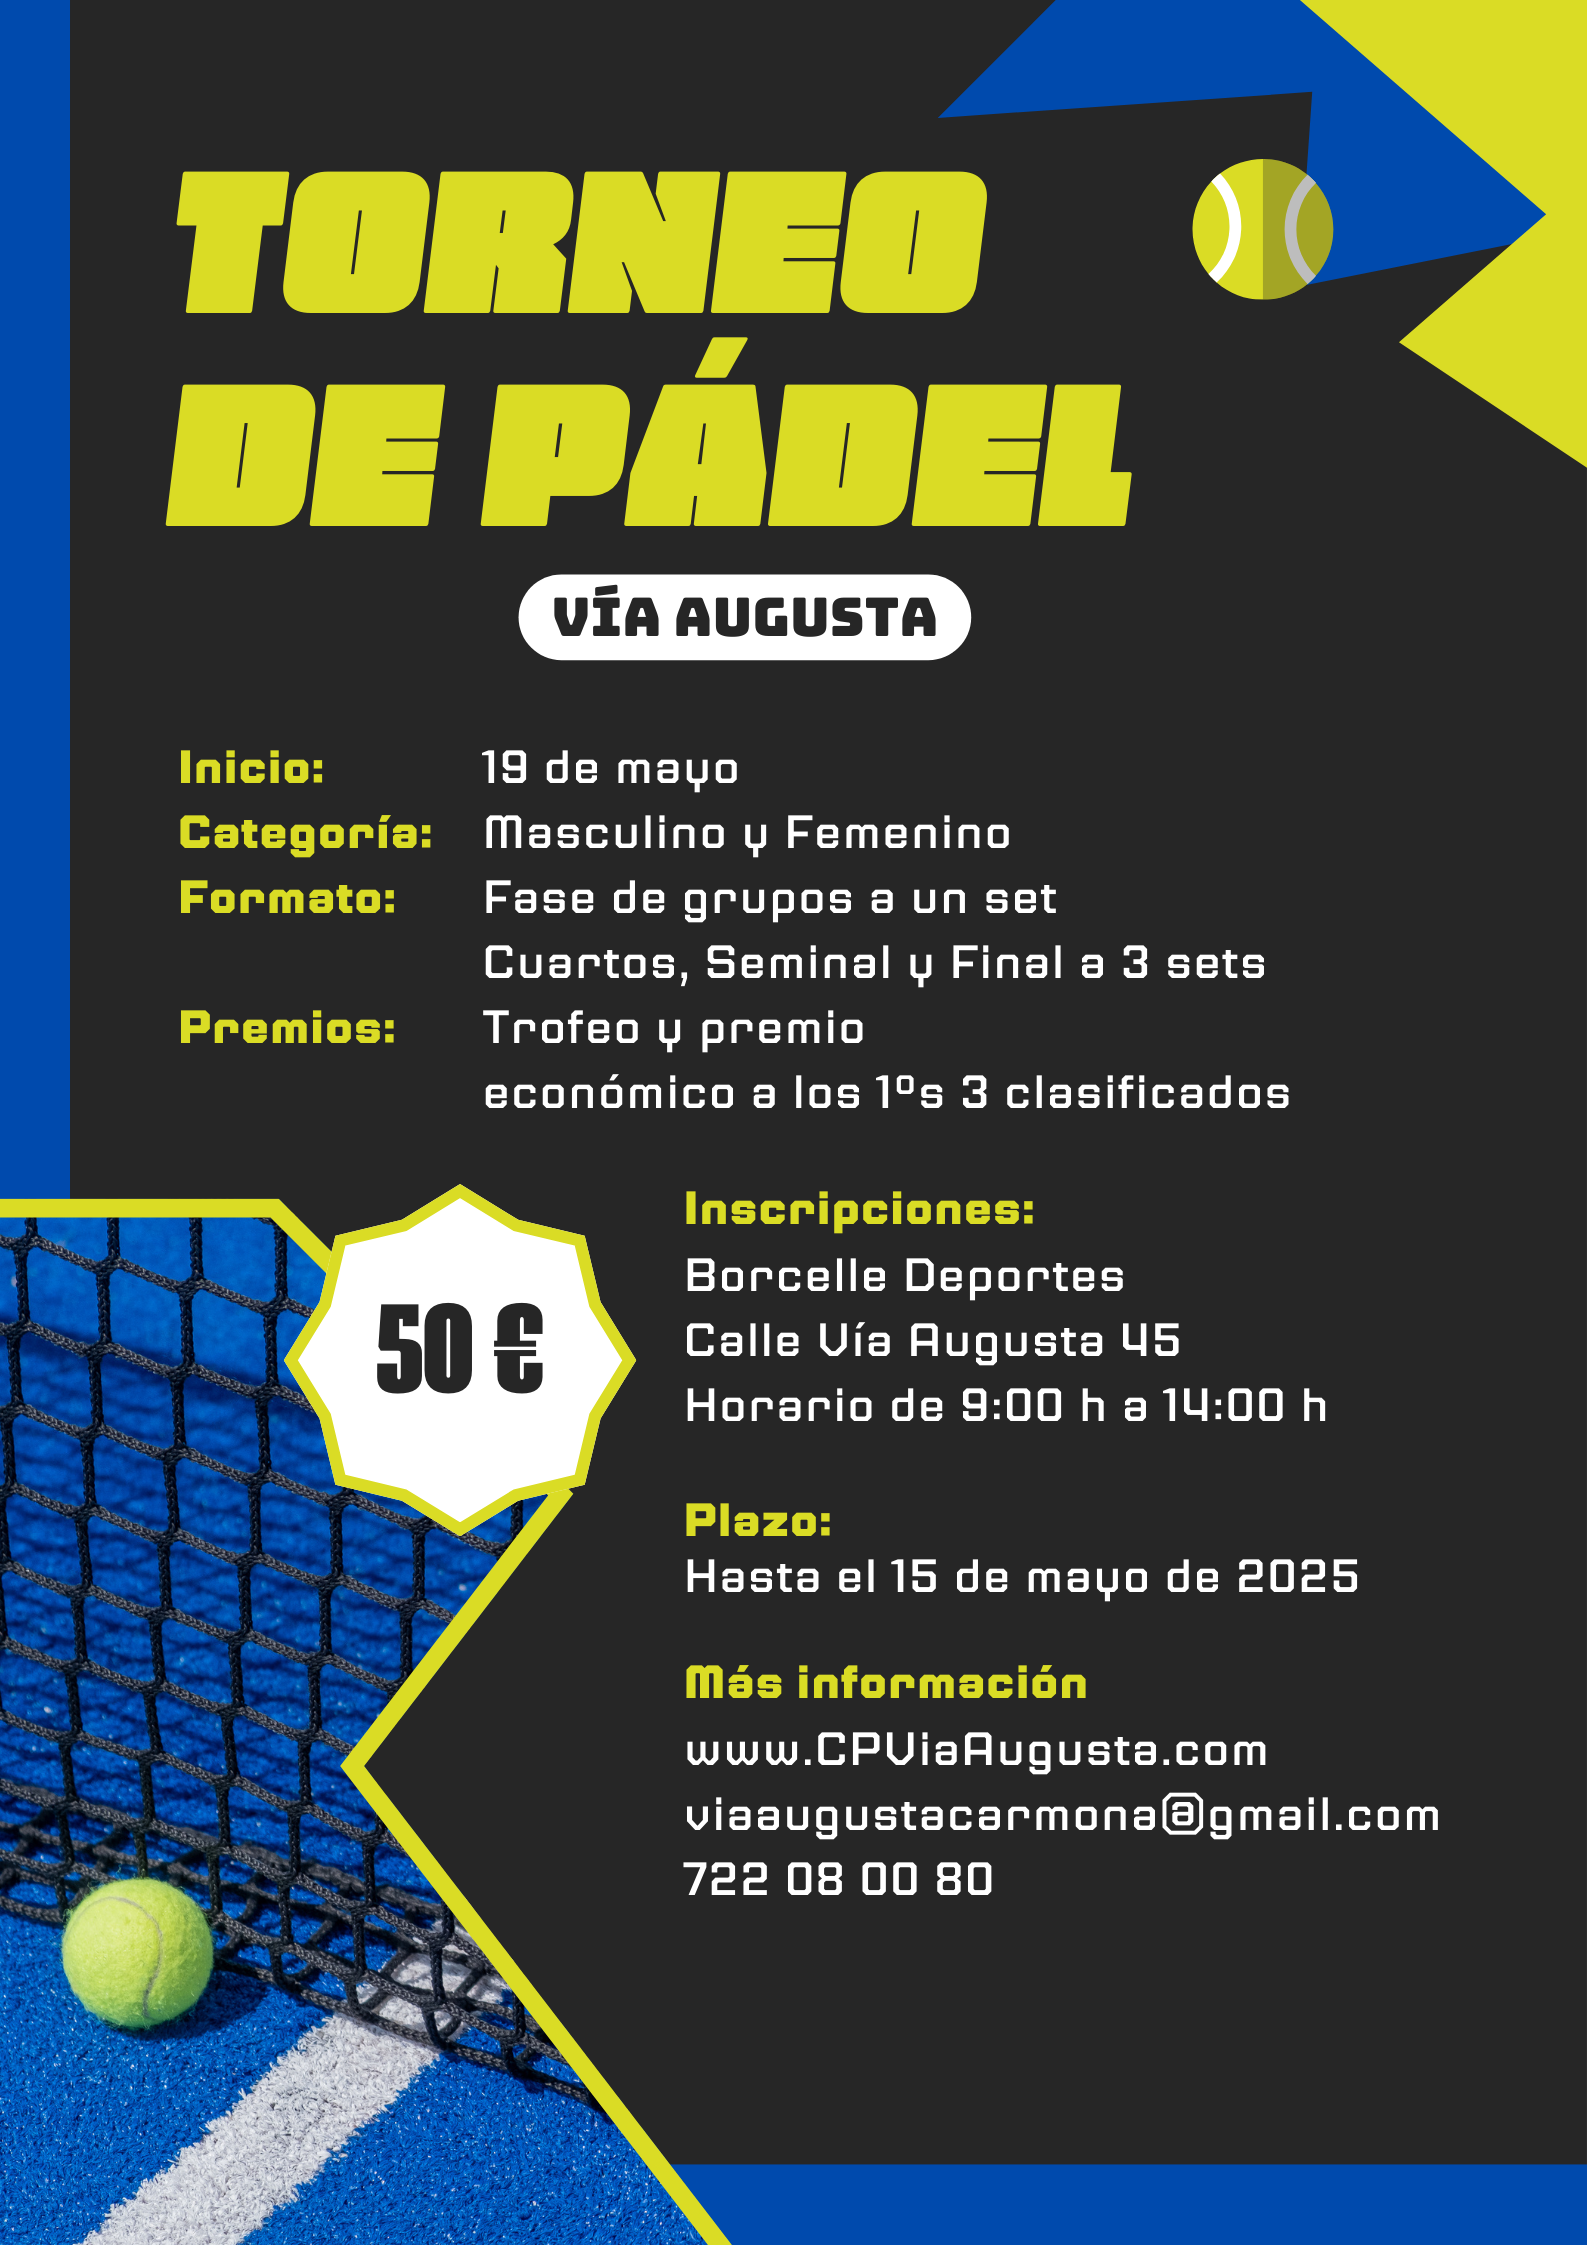 TORNEO
DE PÁDEL
VÍA AUGUSTA
Inicio: 19 de mayo
Categoría: Masculino y Femenino
Formato: Fase de grupos a un set
Cuartos, Seminal y Final a 3 sets
Premios: Trofeo y premio
económico a los 1ºs 3 clasificados
50 €
Inscripciones:
Borcelle Deportes
Calle Vía Augusta 45
Horario de 9:00 h a 14:00 h
Plazo:
Hasta el 15 de mayo de 2025
Más información
www.CPViaAugusta.com
viaaugustacarmona@gmail.com
722 08 00 80